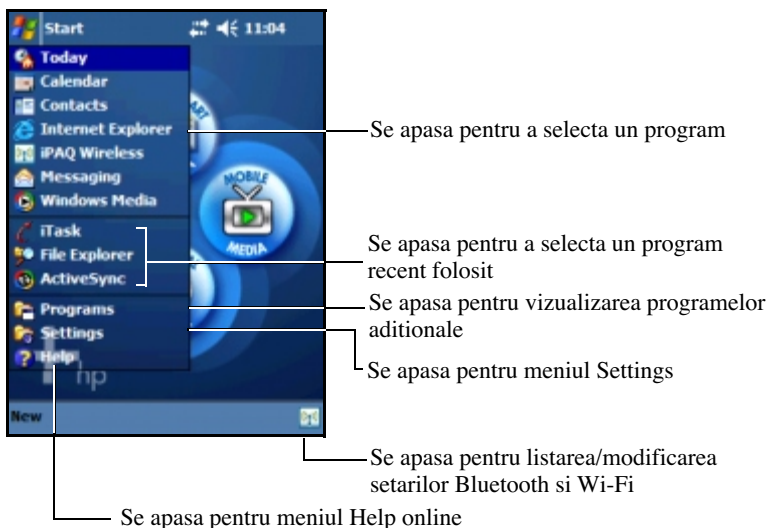 Start 11:04
Today
Calendar
Contacts
Internet Explorer
Se apasa pentru a selecta un program
iPAQ Wireless
Messaging
Windows Media
MOBILE
MEDIA
iTask
File Explorer
ActiveSync
Se apasa pentru a selecta un program
recent folosit
Programs
Se apasa pentru vizualizarea programelor
aditionale
Settings
Se apasa pentru meniul Settings
Help
hp
New
Se apasa pentru listarea/modificarea
setarilor Bluetooth si Wi-Fi
Se apasa pentru meniul Help online